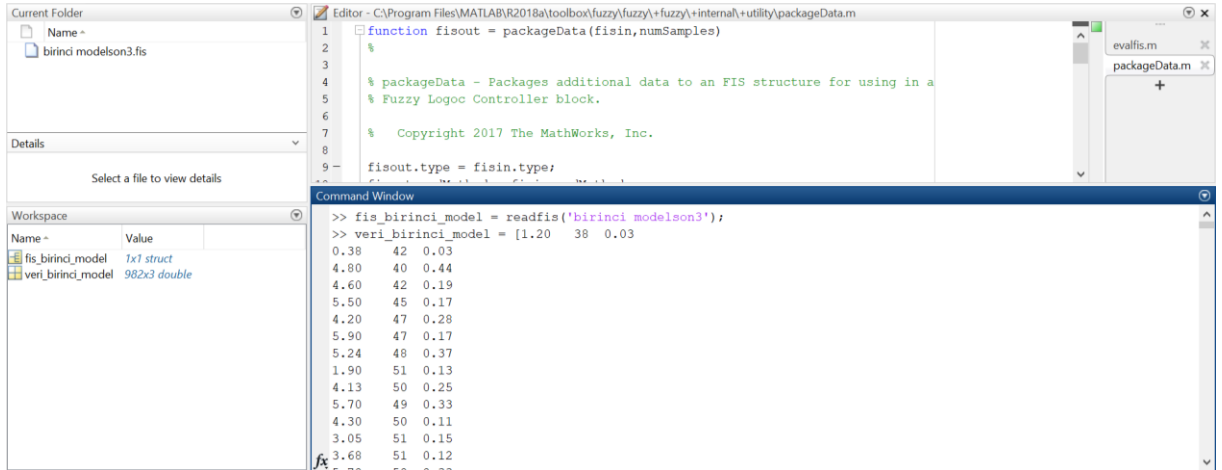 Current Folder
Name
birinci modelson3.fis
Details
Select a file to view details
Workspace
Name Value
fis_birinci_model 1x1 struct
veri_birinci_model 982x3 double
Editor - C:\Program Files\MATLAB\R2018a\toolbox\fuzzy\fuzzy\+fuzzy\+internal\+utility\packageData.m
1 function fisout = packageData(fisin,numSamples)
2 %
3
4 % packageData - Packages additional data to an FIS structure for using in a
5 % Fuzzy Logoc Controller block.
6
7 % Copyright 2017 The MathWorks, Inc.
8
9 fisout.type = fisin.type;
evalfis.m
packageData.m
Command Window
>> fis_birinci_model = readfis('birinci modelson3');
>> veri_birinci_model = [1.20 38 0.03
0.38 42 0.03
4.80 40 0.44
4.60 42 0.19
5.50 45 0.17
4.20 47 0.28
5.90 47 0.17
5.24 48 0.37
1.90 51 0.13
4.13 50 0.25
5.70 49 0.33
4.30 50 0.11
3.05 51 0.15
fx 3.68 51 0.12